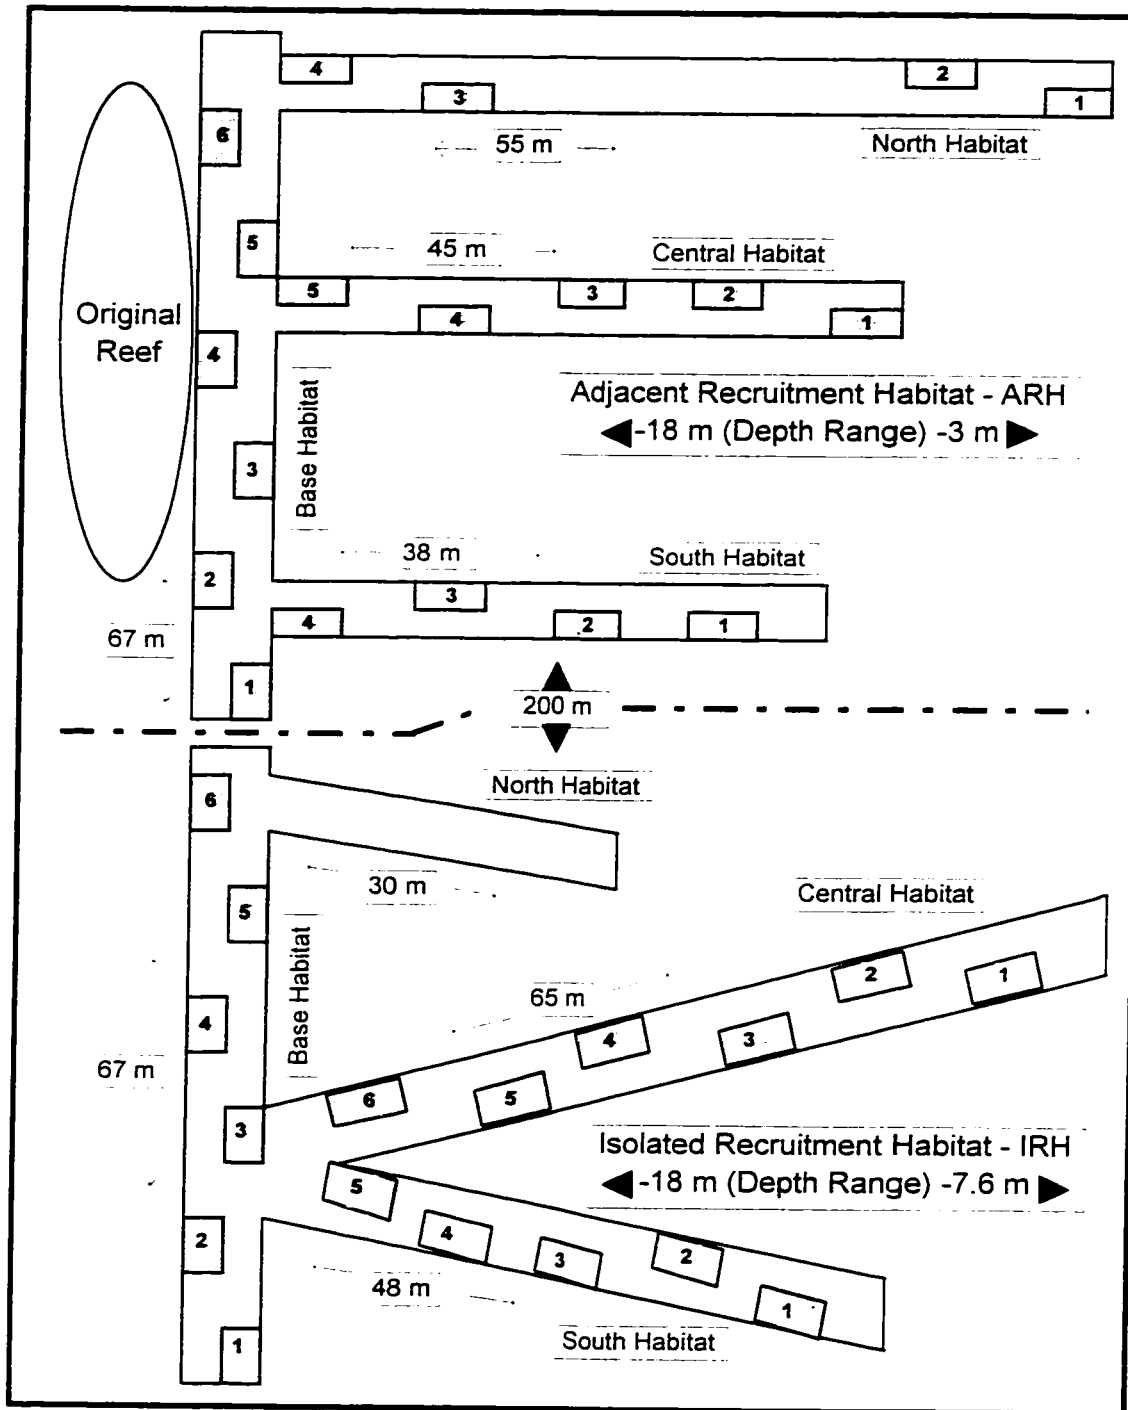 4
2
3
1
55 m
North Habitat
6
5
45 m
Central Habitat
5
3
2
4
1
Original
Reef
4
Adjacent Recruitment Habitat - ARH
-18 m (Depth Range) -3 m
Base Habitat
3
38 m
South Habitat
2
3
4
2
1
67 m
1
200 m
North Habitat
6
30 m
Central Habitat
5
Base Habitat
2
1
65 m
4
4
3
67 m
6
5
3
Isolated Recruitment Habitat - IRH
-18 m (Depth Range) -7.6 m
5
4
2
3
2
48 m
1
South Habitat
1